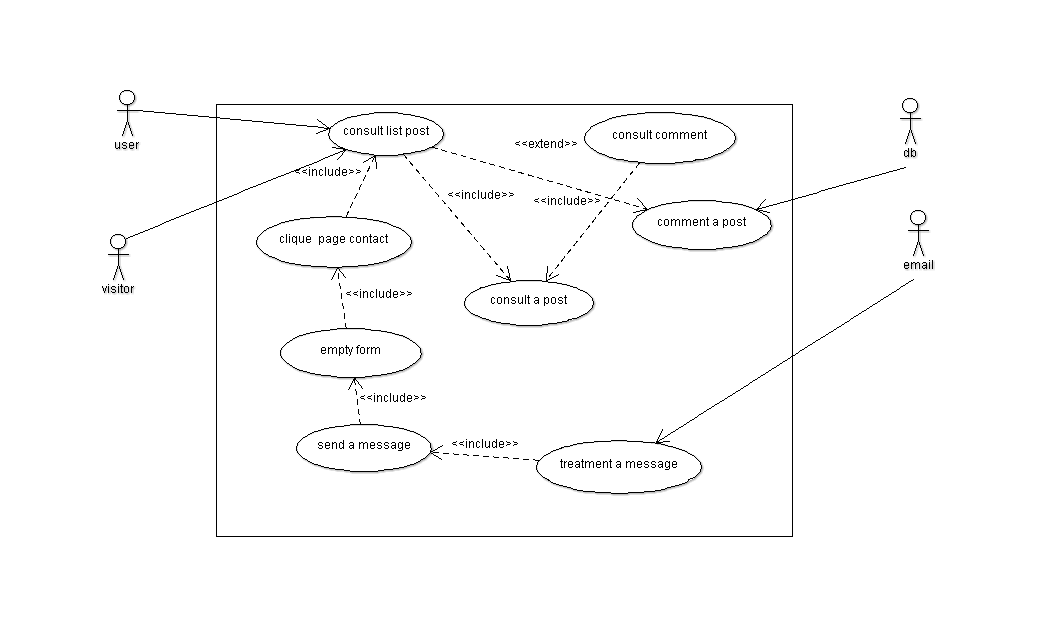 user
consult list post
<<extend>>
consult comment
db
<<include>>
<<include>>
<<include>>
comment a post
visitor
clique  page contact
email
<<include>>
consult a post
empty form
<<include>>
send a message
<<include>>
treatment a message